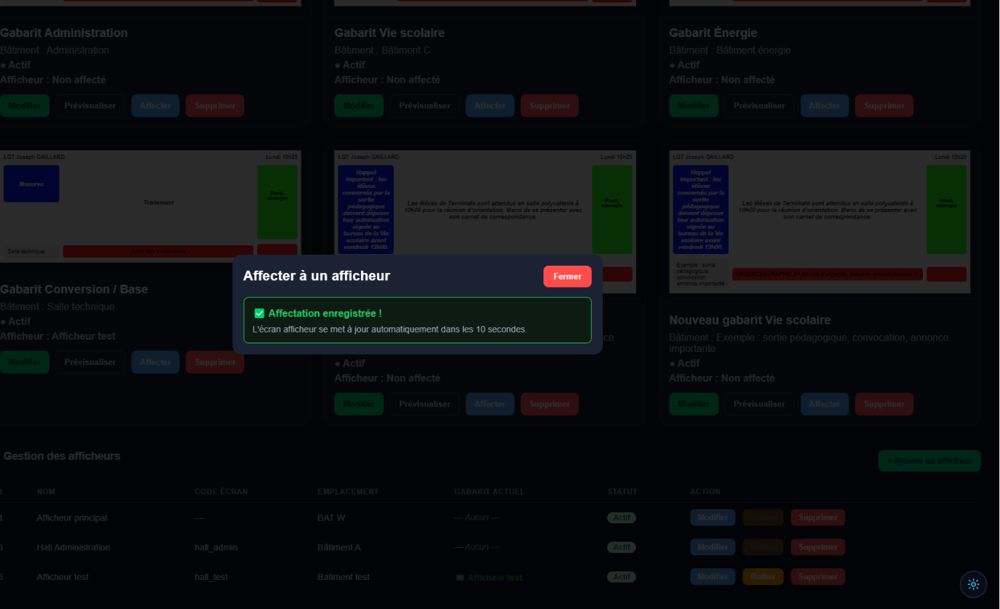 Gabarit Administration
Bâtiment : Administration
● Actif
Afficheur : Non affecté
Modifier Prévisualiser Affecter Supprimer
Gabarit Vie scolaire
Bâtiment : Bâtiment C
● Actif
Afficheur : Non affecté
Modifier Prévisualiser Affecter Supprimer
Gabarit Énergie
Bâtiment : Bâtiment énergie
● Actif
Afficheur : Non affecté
Modifier Prévisualiser Affecter Supprimer
LGT Joseph GAILLARD Lundi 15h25
Mesures
Traitement
Prod.
énergie
Salle technique
Suivi des traitements
Gabarit Conversion / Base
Bâtiment : Salle technique
● Actif
Afficheur : Afficheur test
Modifier Prévisualiser Affecter Supprimer
LGT Joseph GAILLARD Lundi 15h25
Rappel
important : les
élèves
concernés par la
sortie
pédagogique
doivent déposer
leur autorisation
signée au
bureau de la Vie
scolaire avant
vendredi 12h00.
Les élèves de Terminale sont attendus en salle polyvalente à
10h00 pour la réunion d'orientation. Merci de se présenter avec
son carnet de correspondance.
Prod.
énergie
● Actif
Afficheur : Non affecté
Modifier Prévisualiser Affecter Supprimer
LGT Joseph GAILLARD Lundi 15h25
Rappel
important : les
élèves
concernés par la
sortie
pédagogique
doivent déposer
leur autorisation
signée au
bureau de la Vie
scolaire avant
vendredi 12h00.
Les élèves de Terminale sont attendus en salle polyvalente à
10h00 pour la réunion d'orientation. Merci de se présenter avec
son carnet de correspondance.
Prod.
énergie
Exemple : sortie
pédagogique,
convocation,
annonce importante
URGENCES / RAPPELS • En cas d'urgence, prévenir immédiatement la V
Nouveau gabarit Vie scolaire
Bâtiment : Exemple : sortie pédagogique, convocation, annonce
importante
● Actif
Afficheur : Non affecté
Modifier Prévisualiser Affecter Supprimer
Affecter à un afficheur
Fermer
✅ Affectation enregistrée !
L'écran afficheur se met à jour automatiquement dans les 10 secondes.
Gestion des afficheurs
+ Ajouter un afficheur
# NOM CODE ÉCRAN EMPLACEMENT GABARIT ACTUEL STATUT ACTION
Afficheur principal — BAT W — Aucun — Actif Modifier Retirer Supprimer
Hall Administration hall_admin Bâtiment A — Aucun — Actif Modifier Retirer Supprimer
Afficheur test hall_test Batiment test Afficheur test Actif Modifier Retirer Supprimer